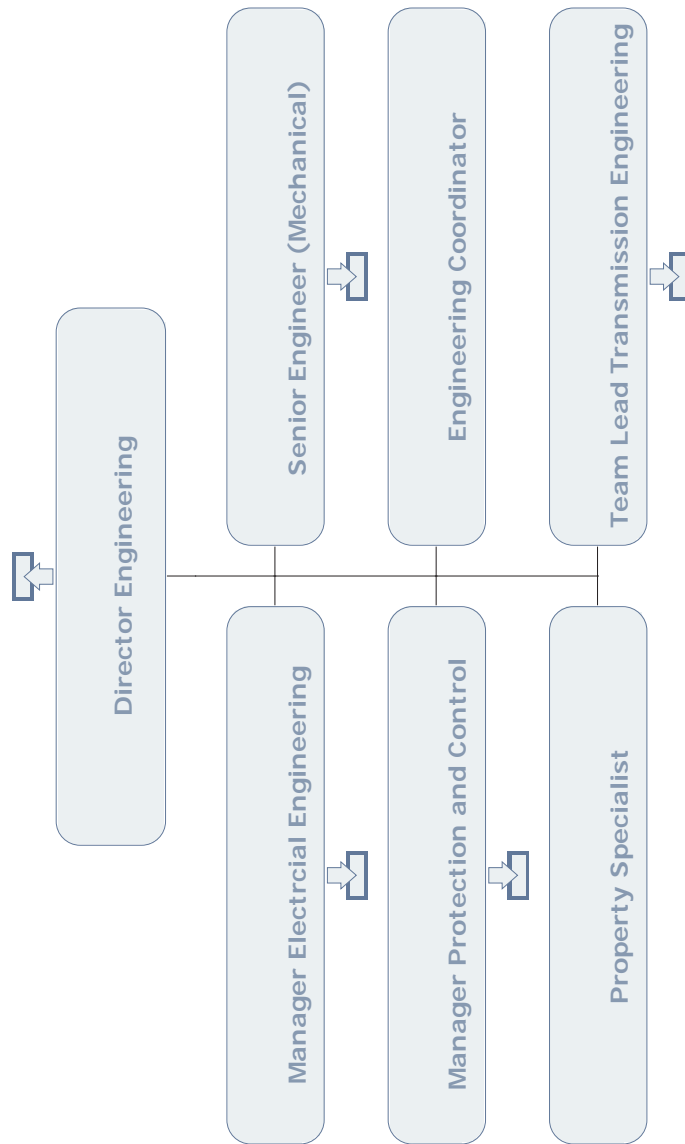 Director Engineering
Manager Electrcial Engineering
Senior Engineer (Mechanical)
Manager Protection and Control
Engineering Coordinator
Property Specialist
Team Lead Transmission Engineering